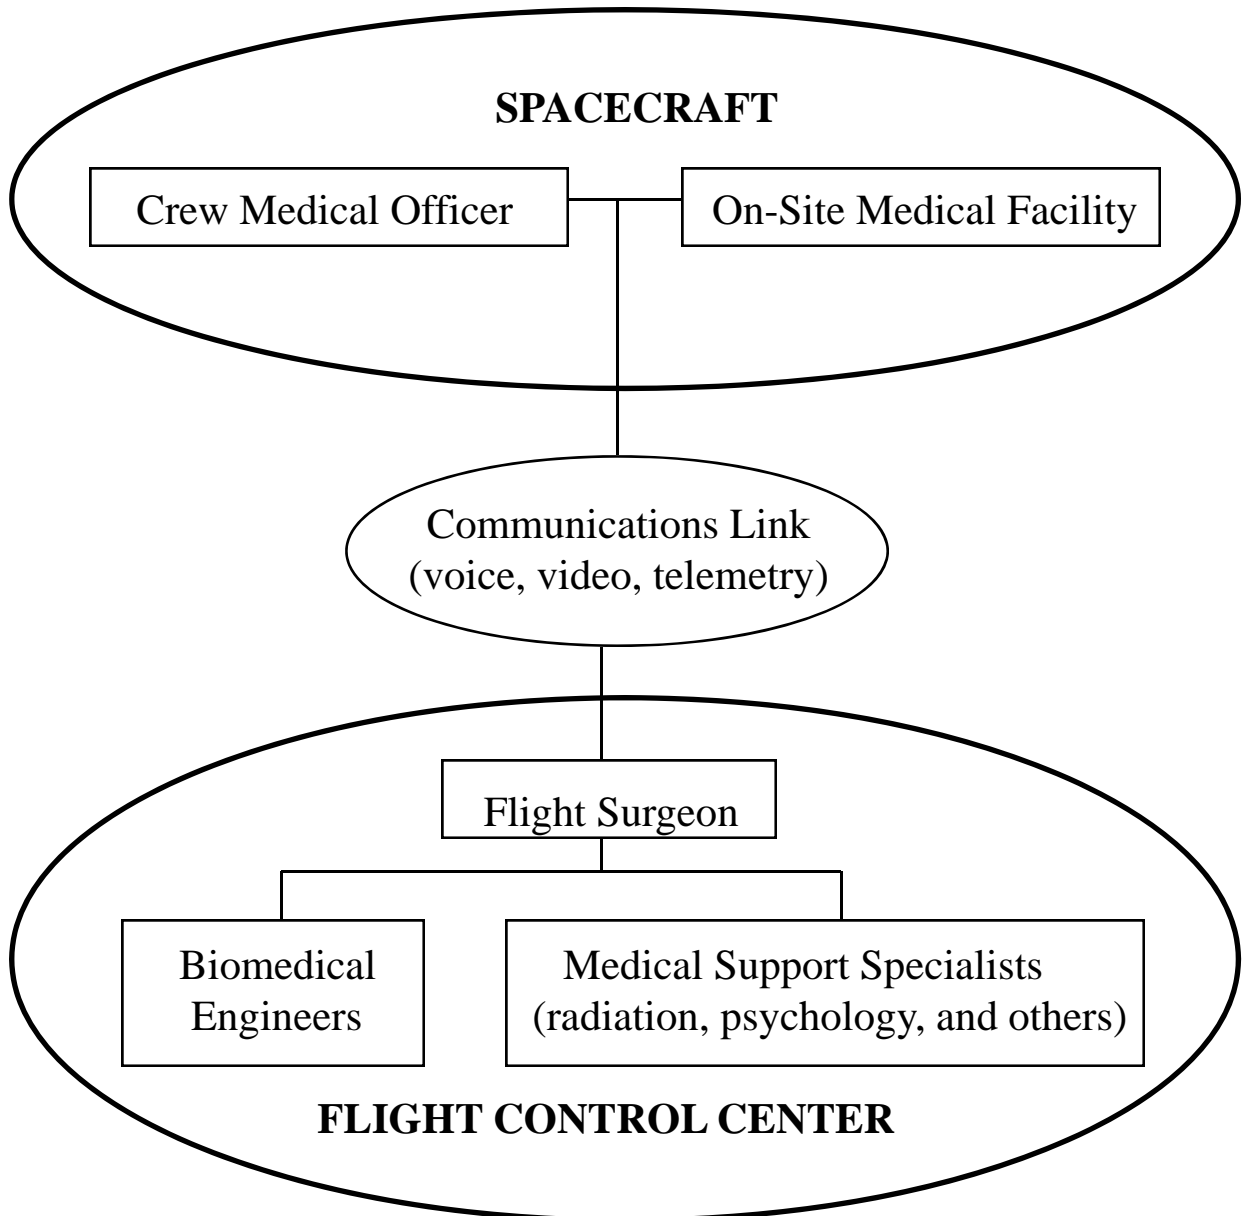 SPACECRAFT
Crew Medical Officer
On-Site Medical Facility
Communications Link
(voice, video, telemetry)
Flight Surgeon
Biomedical
Engineers
Medical Support Specialists
(radiation, psychology, and others)
FLIGHT CONTROL CENTER